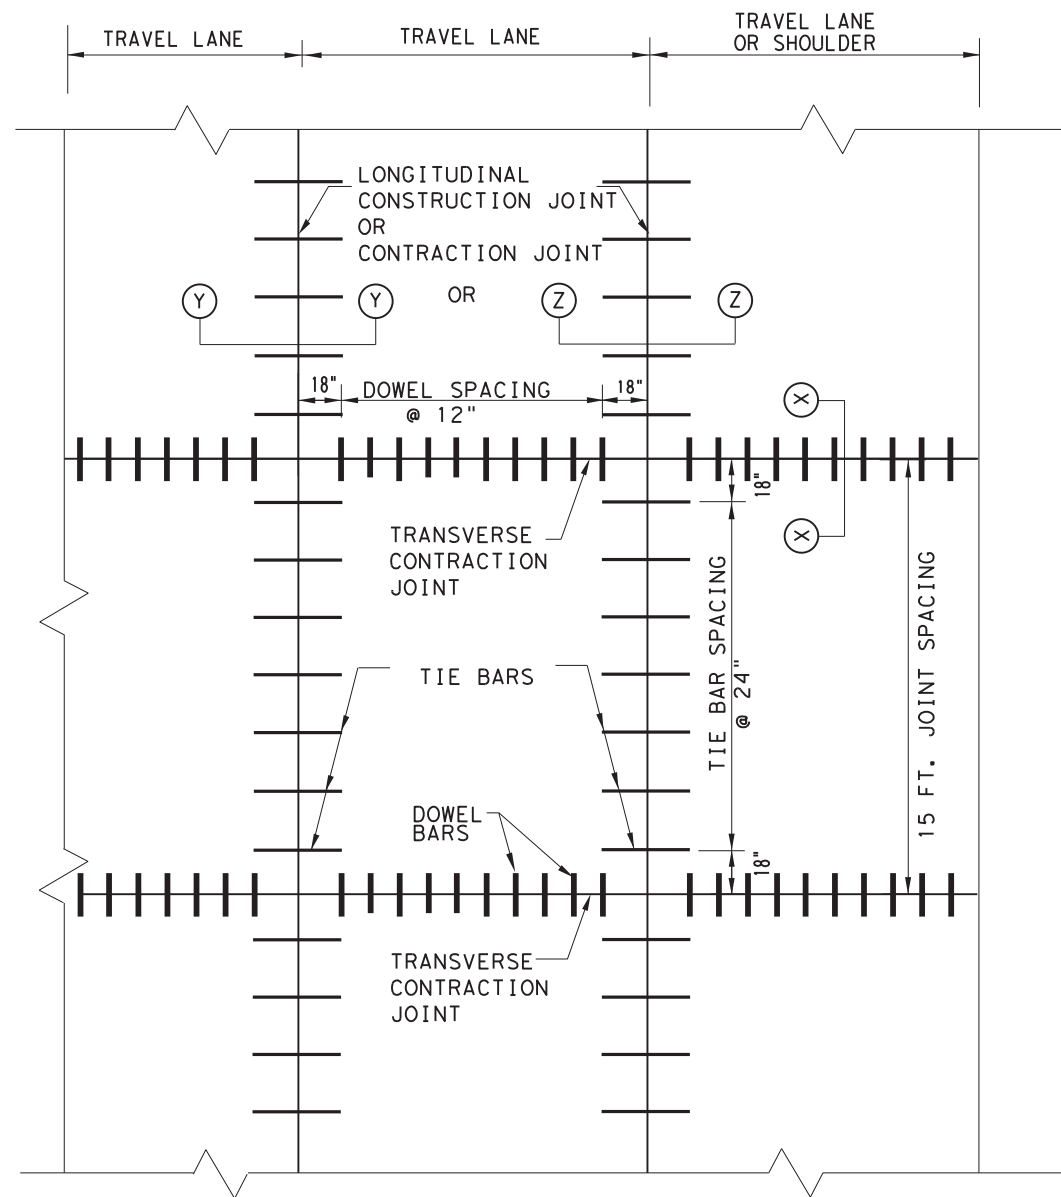 TRAVEL LANE
TRAVEL LANE
TRAVEL LANE
OR SHOULDER
LONGITUDINAL
CONSTRUCTION JOINT
OR
CONTRACTION JOINT
Y
Y
OR
Z
Z
18"
DOWEL SPACING
@ 12"
18"
X
18"
X
TRANSVERSE
CONTRACTION
JOINT
TIE BARS
TIE BAR SPACING
@ 24"
15 FT. JOINT SPACING
DOWEL
BARS
18"
TRANSVERSE
CONTRACTION
JOINT